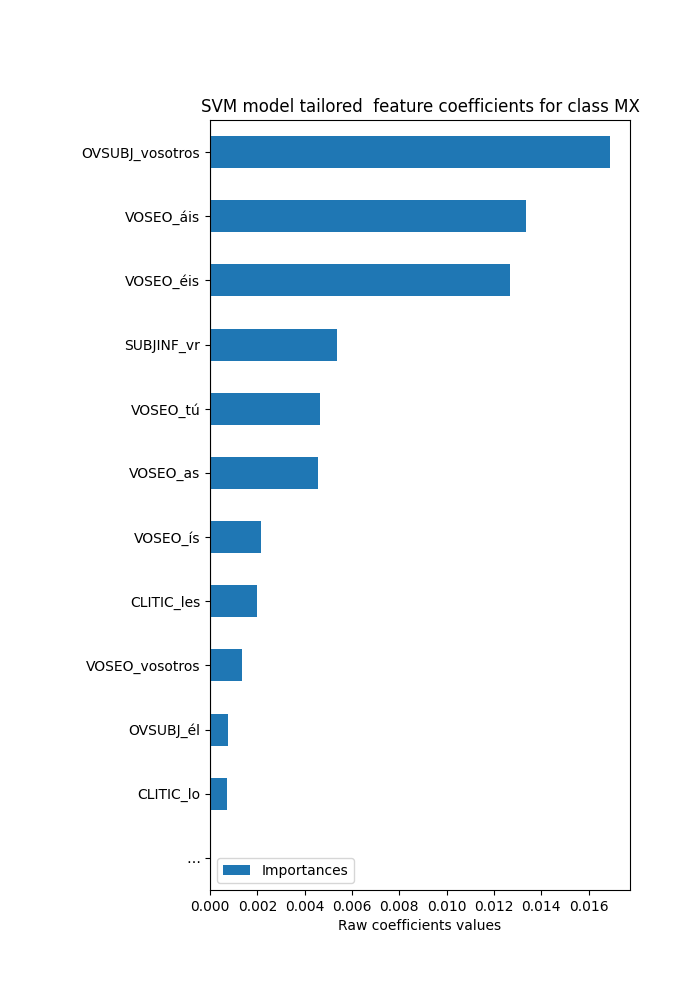 SVM model tailored  feature coefficients for class MX
OVSUBJ_vosotros
VOSEO_áis
VOSEO_éis
SUBJINF_vr
VOSEO_tú
VOSEO_as
VOSEO_ís
CLITIC_les
VOSEO_vosotros
OVSUBJ_él
CLITIC_lo
...
Importances
0.000 0.002 0.004 0.006 0.008 0.010 0.012 0.014 0.016
Raw coefficients values